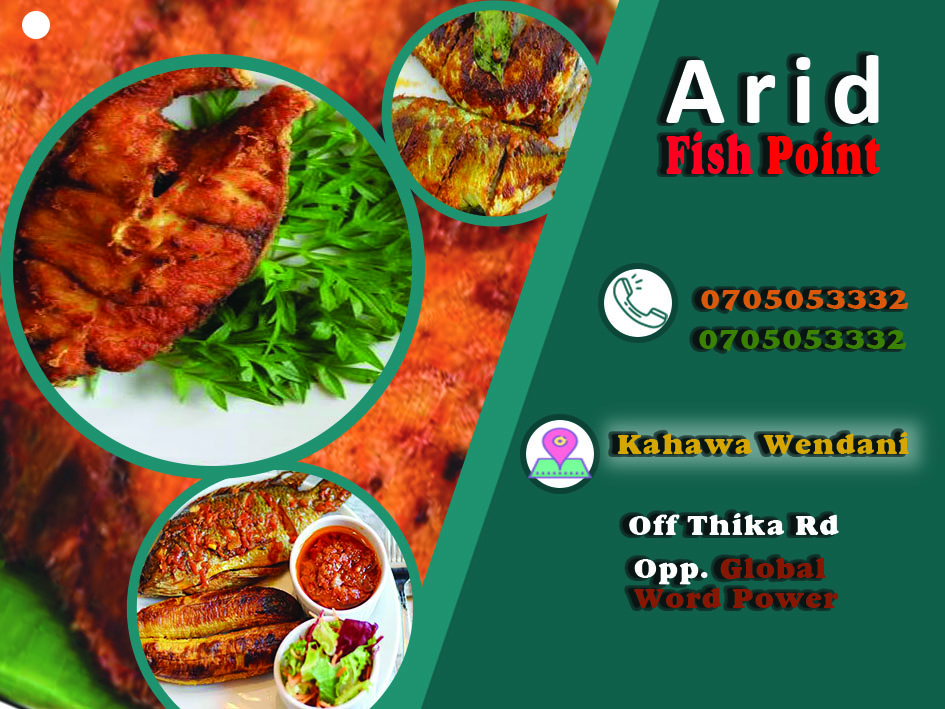 Arid
Fish Point
0705053332
0705053332
Kahawa Wendani
Off Thika Rd
Opp. Global
Word Power